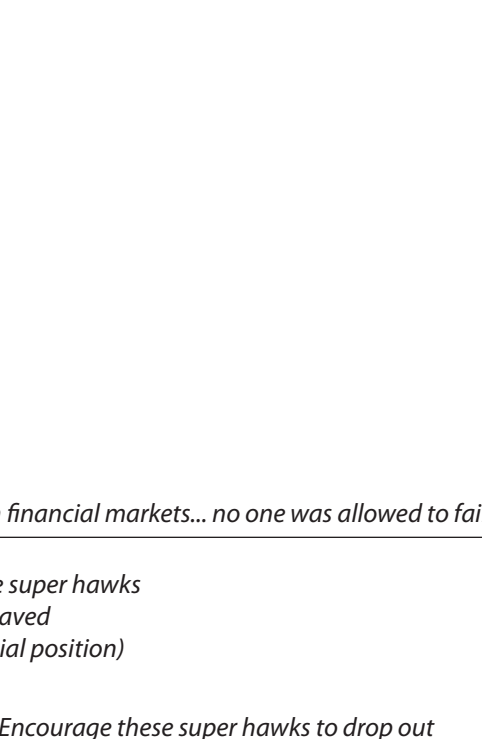 financial markets... no one was allowed to fai
super hawks
aved
ial position)
Encourage these super hawks to drop out